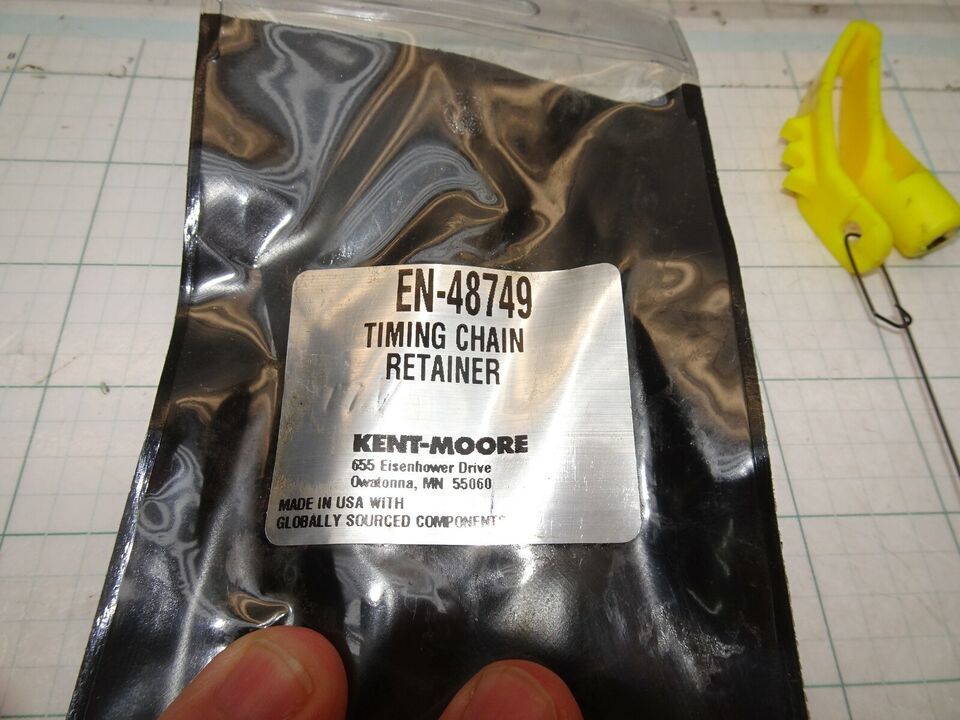 EN-48749
TIMING CHAIN
RETAINER
KENT-MOORE
655 Eisenhower Drive
Owatonna, MN 55060
MADE IN USA WITH
GLOBALLY SOURCED COMPONENTS